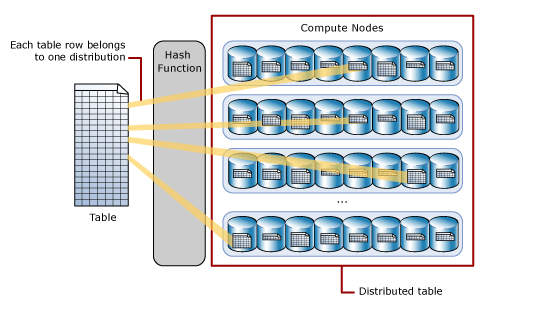 Compute Nodes
Each table row belongs
to one distribution
Hash
Function
...
Table
Distributed table